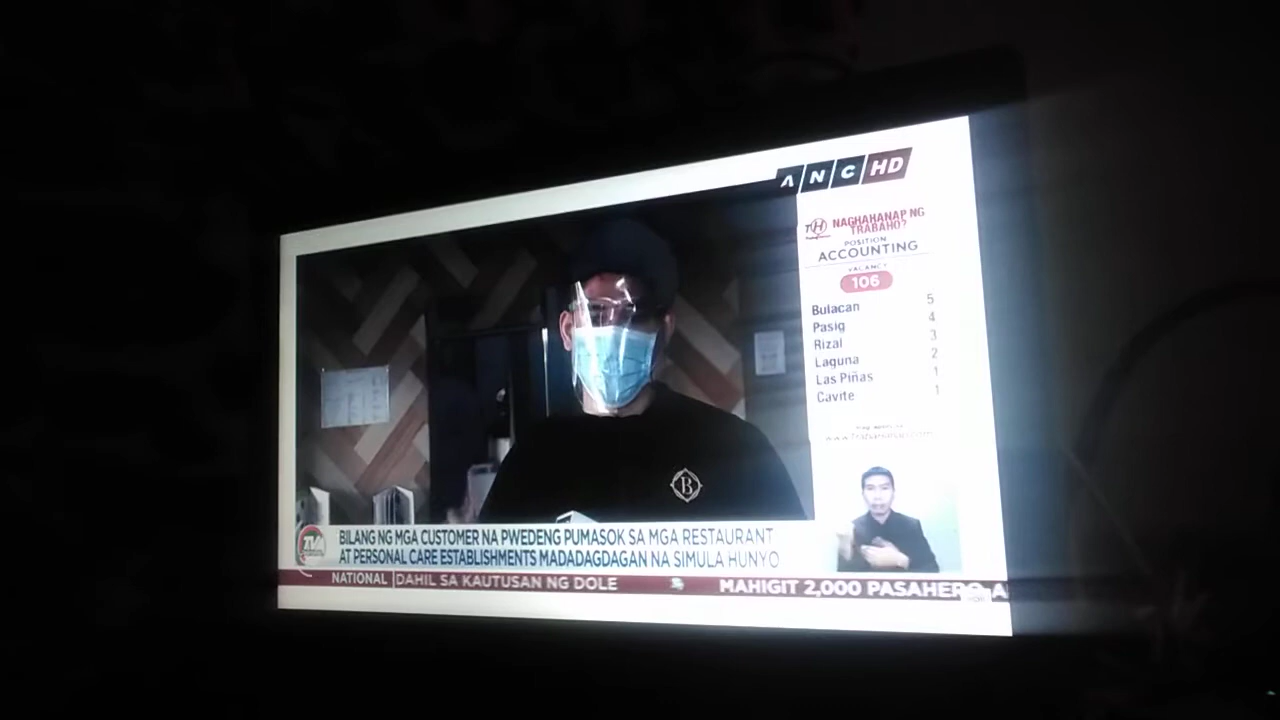 ANC HD
TH
NAGHAHANAP NG
TRABAHO?
POSITION
ACCOUNTING
VACANCY
106
Bulacan 5
Pasig 4
Rizal 3
Laguna 2
Las Piñas 1
Cavite 1
B
TVP
BILANG NG MGA CUSTOMER NA PWEDENG PUMASOK SA MGA RESTAURANT
AT PERSONAL CARE ESTABLISHMENTS MADADAGDAGAN NA SIMULA HUNYO
NATIONAL DAHIL SA KAUTUSAN NG DOLE MAHIGIT 2,000 PASAHERO A